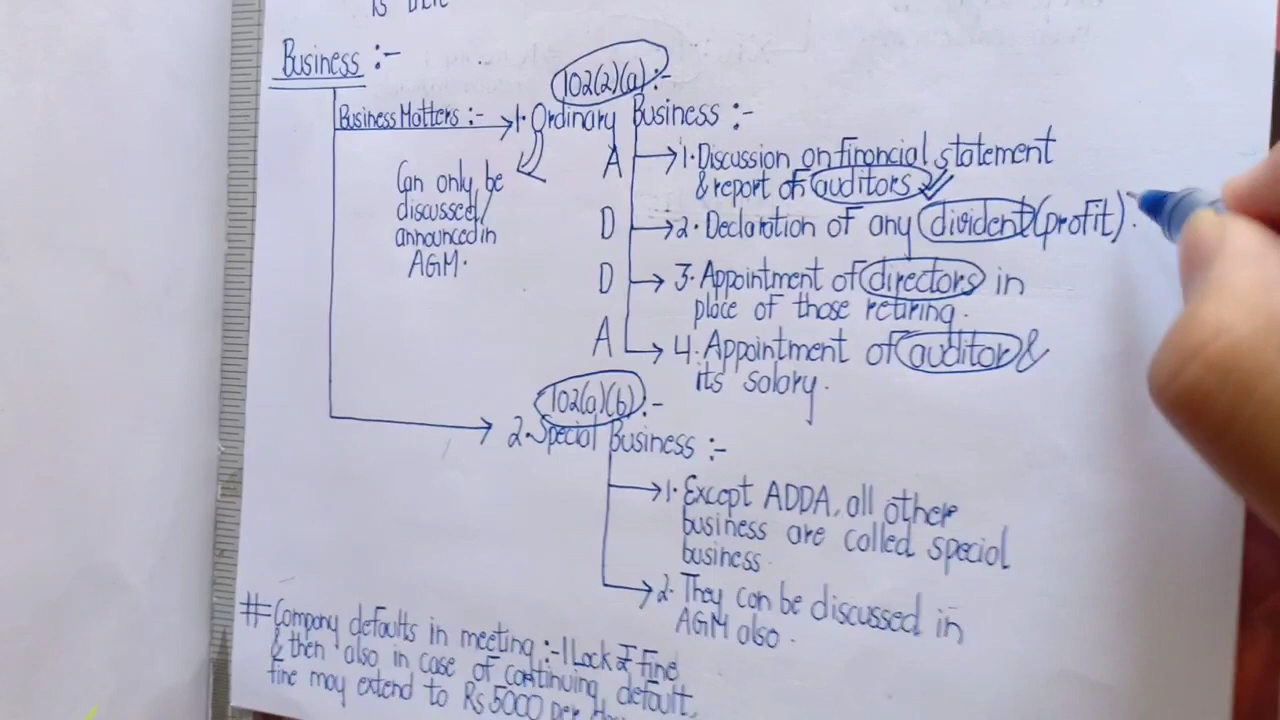 is
Business :-
102(2)(a) :-
Business Matters :- 1. Ordinary Business :-
Can only be
discussed/
announced in
AGM.
A 1. Discussion on financial statement
& report of auditors
D 2. Declaration of any divident (profit).
D 3. Appointment of directors in
place of those retiring.
A 4. Appointment of auditor &
its salary.
102(a)(b) :-
2. Special Business :-
1. Except ADDA, all other
business are called special
business.
2. They can be discussed in
AGM also.
# Company defaults in meeting :- 1 Lack ₹ fine
& then also in case of continuing default,
fine may extend to Rs 5000 per